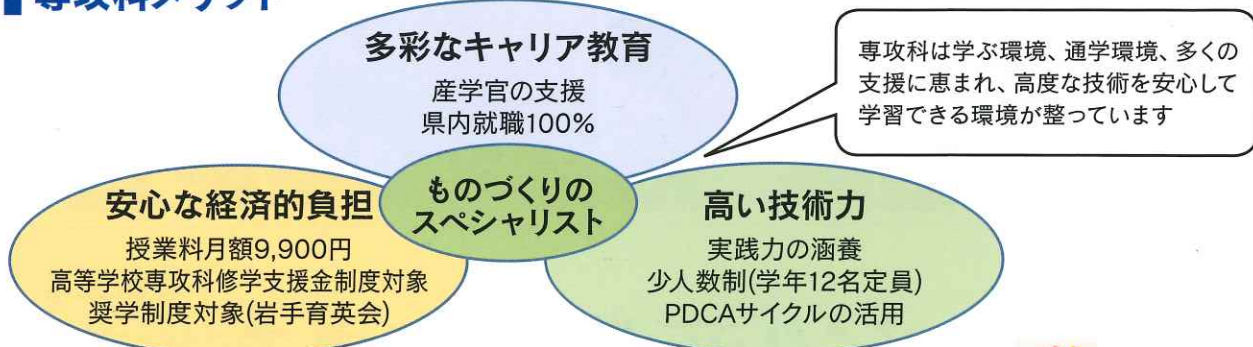 専攻科メリット
多彩なキャリア教育
産学官の支援
県内就職100%
専攻科は学ぶ環境、通学環境、多くの
支援に恵まれ、高度な技術を安心して
学習できる環境が整っています
ものづくりの
スペシャリスト
安心な経済的負担
授業料月額9,900円
高等学校専攻科修学支援金制度対象
奨学制度対象(岩手育英会)
高い技術力
実践力の涵養
少人数制(学年12名定員)
PDCAサイクルの活用